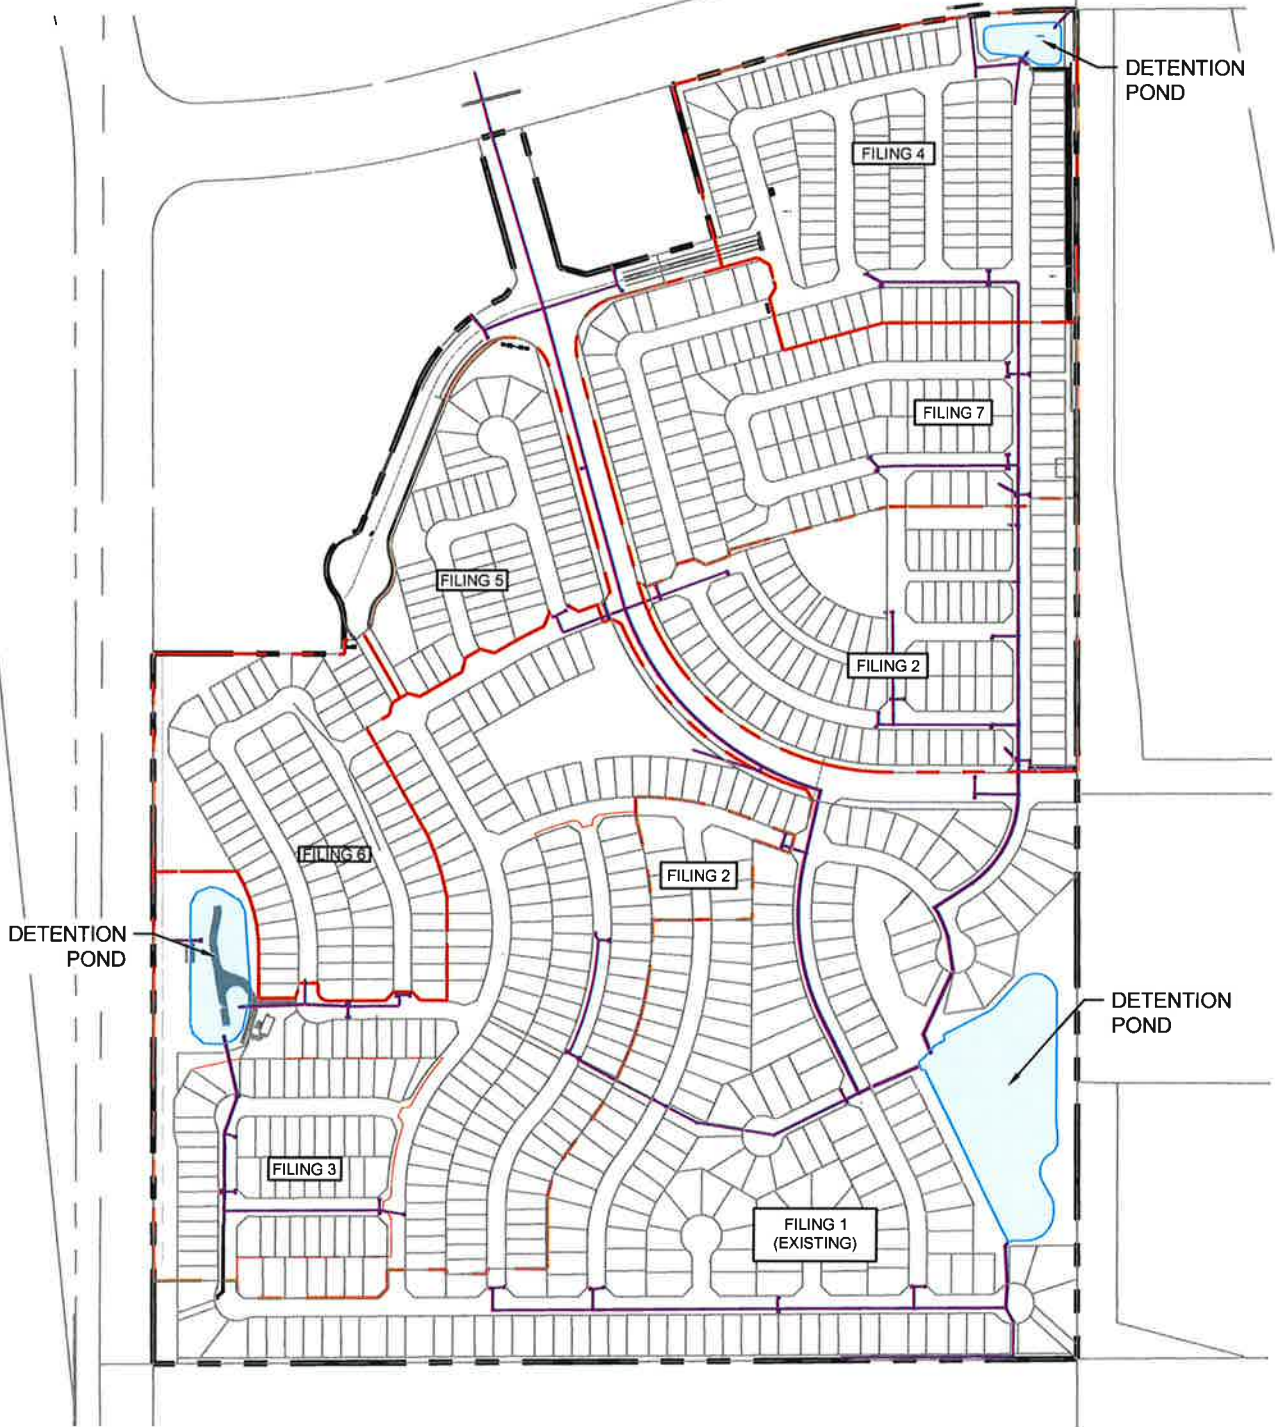 DETENTION
POND
FILING 4
FILING 7
FILING 5
FILING 2
FILING 6
FILING 2
DETENTION
POND
DETENTION
POND
FILING 3
FILING 1
(EXISTING)